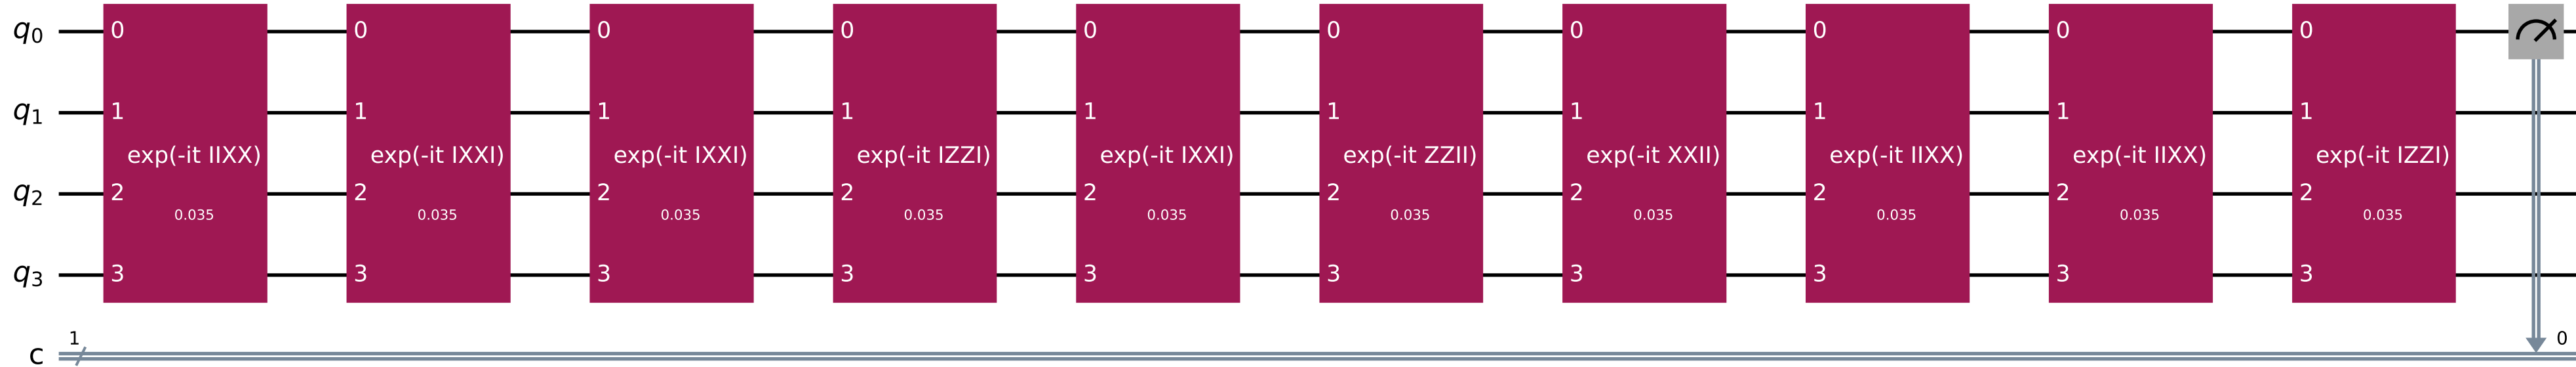 q0 0 0 0 0 0 0 0 0 0 0
q1 1 1 1 1 1 1 1 1 1 1
exp(-it IIXX) exp(-it IXXI) exp(-it IXXI) exp(-it IZZI) exp(-it IXXI) exp(-it ZZII) exp(-it XXII) exp(-it IIXX) exp(-it IIXX) exp(-it IZZI)
q2 2 2 2 2 2 2 2 2 2 2
0.035 0.035 0.035 0.035 0.035 0.035 0.035 0.035 0.035 0.035
q3 3 3 3 3 3 3 3 3 3 3
1 0
c